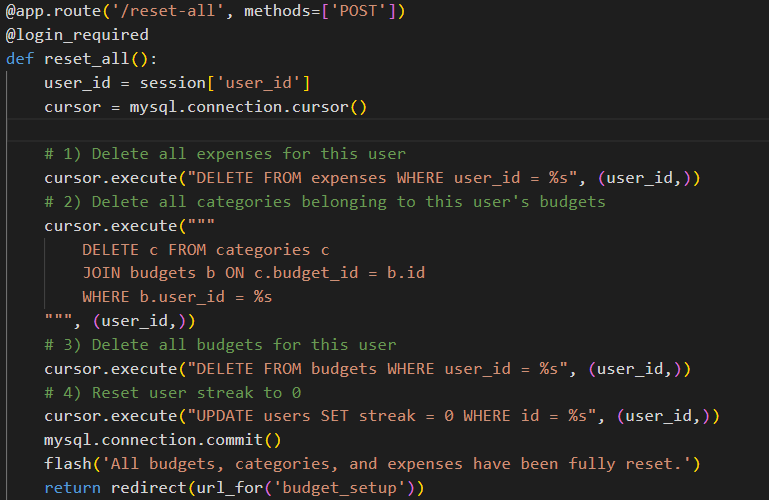 @app.route('/reset-all', methods=['POST'])
@login_required
def reset_all():
    user_id = session['user_id']
    cursor = mysql.connection.cursor()

    # 1) Delete all expenses for this user
    cursor.execute("DELETE FROM expenses WHERE user_id = %s", (user_id,))
    # 2) Delete all categories belonging to this user's budgets
    cursor.execute("""
        DELETE c FROM categories c
        JOIN budgets b ON c.budget_id = b.id
        WHERE b.user_id = %s
    """, (user_id,))
    # 3) Delete all budgets for this user
    cursor.execute("DELETE FROM budgets WHERE user_id = %s", (user_id,))
    # 4) Reset user streak to 0
    cursor.execute("UPDATE users SET streak = 0 WHERE id = %s", (user_id,))
    mysql.connection.commit()
    flash('All budgets, categories, and expenses have been fully reset.')
    return redirect(url_for('budget_setup'))